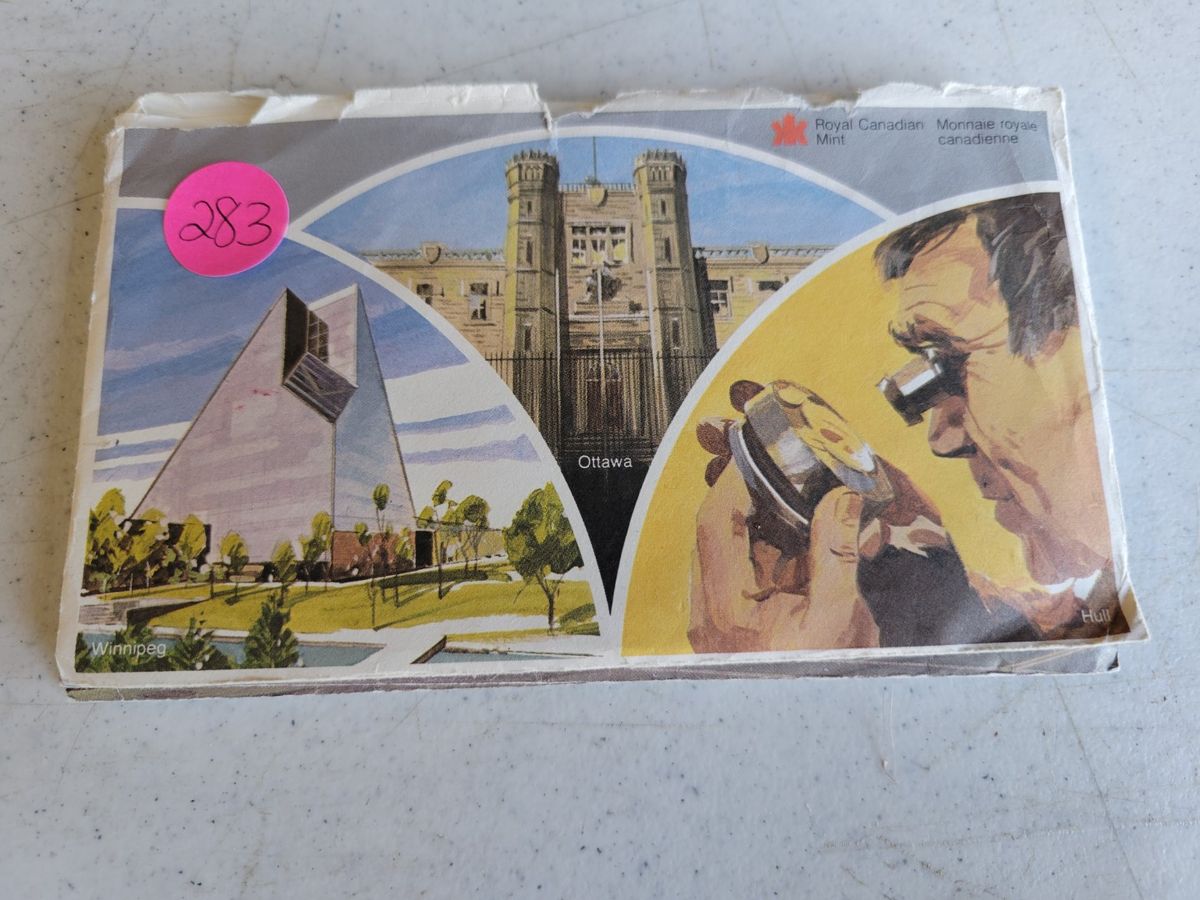 Royal Canadian
Mint
Monnaie royale
canadienne
283
Ottawa
Winnipeg
Hull